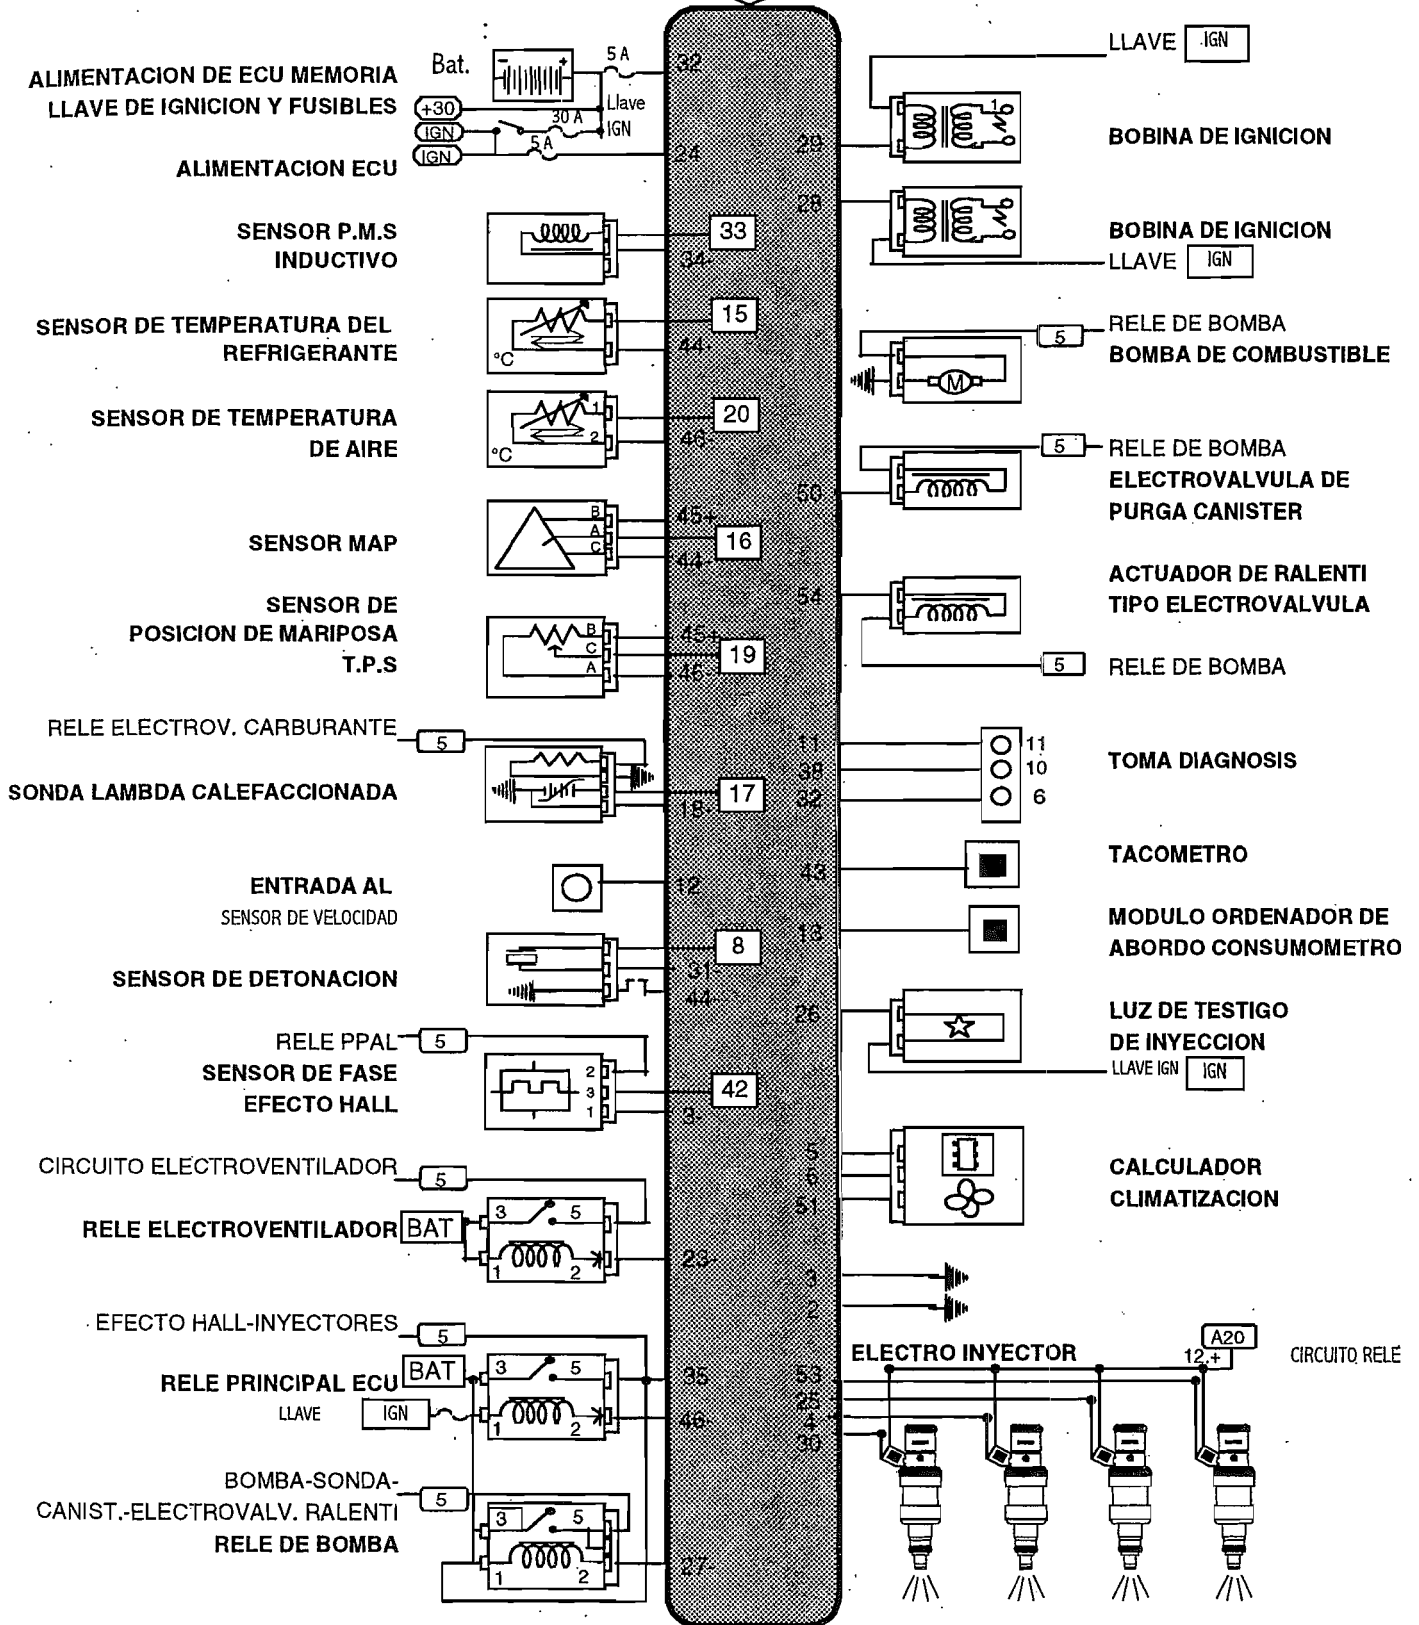 ALIMENTACION DE ECU MEMORIA
LLAVE DE IGNICION Y FUSIBLES
ALIMENTACION ECU
Bat.
- +
5 A
+30
IGN
IGN
Llave
30 A
IGN
5 A
32
24
SENSOR P.M.S
INDUCTIVO
33
34-
SENSOR DE TEMPERATURA DEL
REFRIGERANTE
°C
15
44-
SENSOR DE TEMPERATURA
DE AIRE
°C
1
2
20
46-
SENSOR MAP
B
A
C
45+
16
44-
SENSOR DE
POSICION DE MARIPOSA
T.P.S
B
C
A
45+
19
46-
RELE ELECTROV. CARBURANTE
5
SONDA LAMBDA CALEFACCIONADA
17
18-
ENTRADA AL
SENSOR DE VELOCIDAD
12
SENSOR DE DETONACION
8
31-
44-
RELE PPAL
5
SENSOR DE FASE
EFECTO HALL
2
3
1
42
3-
CIRCUITO ELECTROVENTILADOR
5
RELE ELECTROVENTILADOR
BAT
3 5
1 2
23-
EFECTO HALL-INYECTORES
5
RELE PRINCIPAL ECU
BAT
LLAVE
IGN
3 5
1 2
35
46-
BOMBA-SONDA-
CANIST.-ELECTROVALV. RALENTI
5
RELE DE BOMBA
3 5
1 2
27-
LLAVE IGN
1
29
BOBINA DE IGNICION
28
BOBINA DE IGNICION
LLAVE IGN
5
RELE DE BOMBA
BOMBA DE COMBUSTIBLE
M
5
RELE DE BOMBA
ELECTROVALVULA DE
PURGA CANISTER
50
ACTUADOR DE RALENTI
TIPO ELECTROVALVULA
54
5
RELE DE BOMBA
11
38
32
11
10
6
TOMA DIAGNOSIS
43
TACOMETRO
13
MODULO ORDENADOR DE
ABORDO CONSUMOMETRO
26
LUZ DE TESTIGO
DE INYECCION
LLAVE IGN IGN
5
6
51
CALCULADOR
CLIMATIZACION
3
2
ELECTRO INYECTOR
A20
12.+
CIRCUITO RELE
53
25
4
30